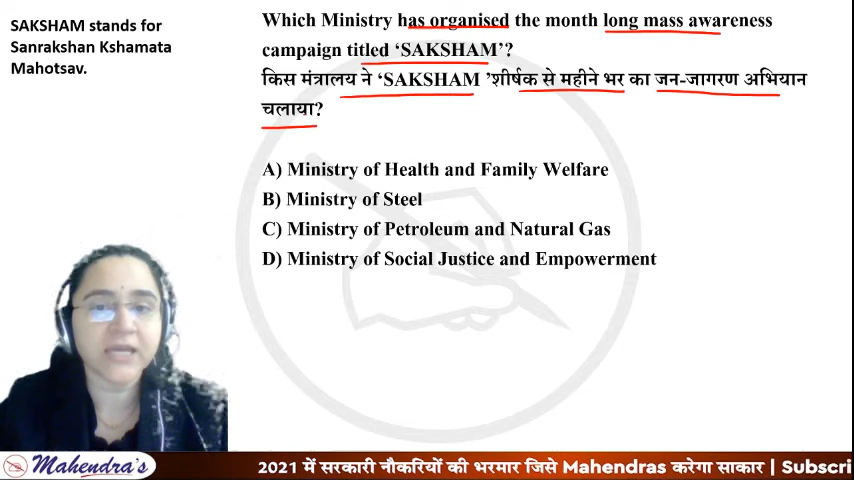 SAKSHAM stands for
Sanrakshan Kshamata
Mahotsav.
Which Ministry has organised the month long mass awareness
campaign titled ‘SAKSHAM’?
किस मंत्रालय ने ‘SAKSHAM ’शीर्षक से महीने भर का जन-जागरण अभियान
चलाया?
A) Ministry of Health and Family Welfare
B) Ministry of Steel
C) Ministry of Petroleum and Natural Gas
D) Ministry of Social Justice and Empowerment
Mahendra's
2021 में सरकारी नौकरियों की भरमार जिसे Mahendras करेगा साकार | Subscri